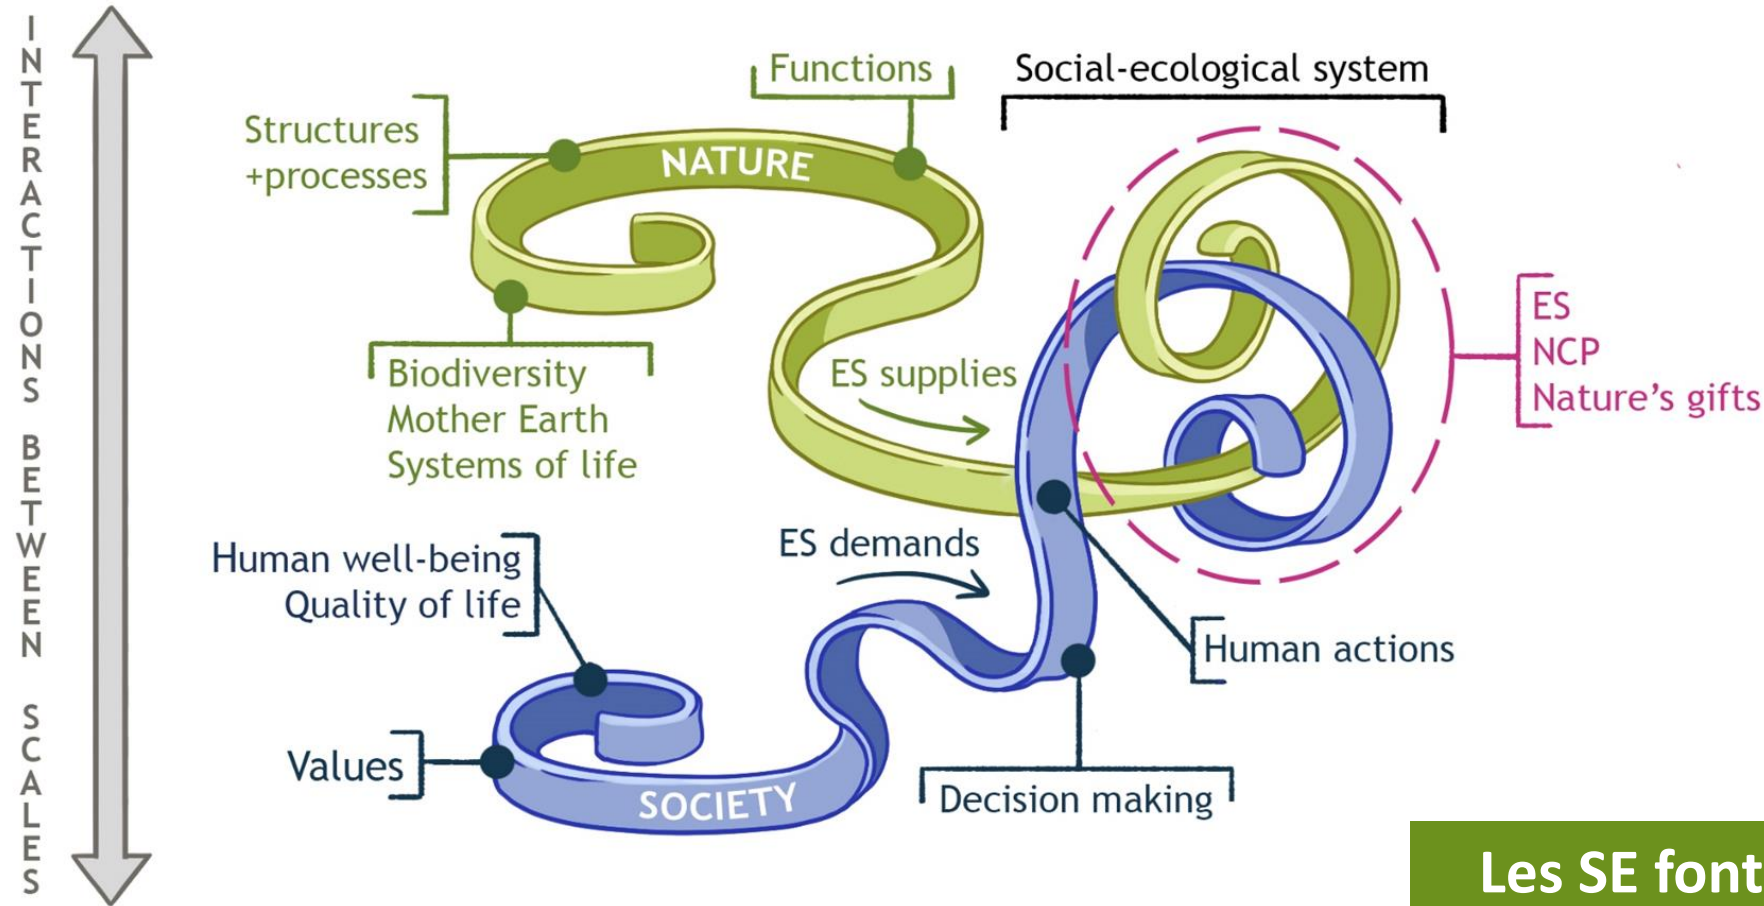 INTERACTIONS BETWEEN SCALES
Functions
Social-ecological system
Structures
+processes
NATURE
ES
NCP
Nature's gifts
Biodiversity
Mother Earth
Systems of life
ES supplies
Human well-being
Quality of life
ES demands
Human actions
Values
SOCIETY
Decision making
Les SE font